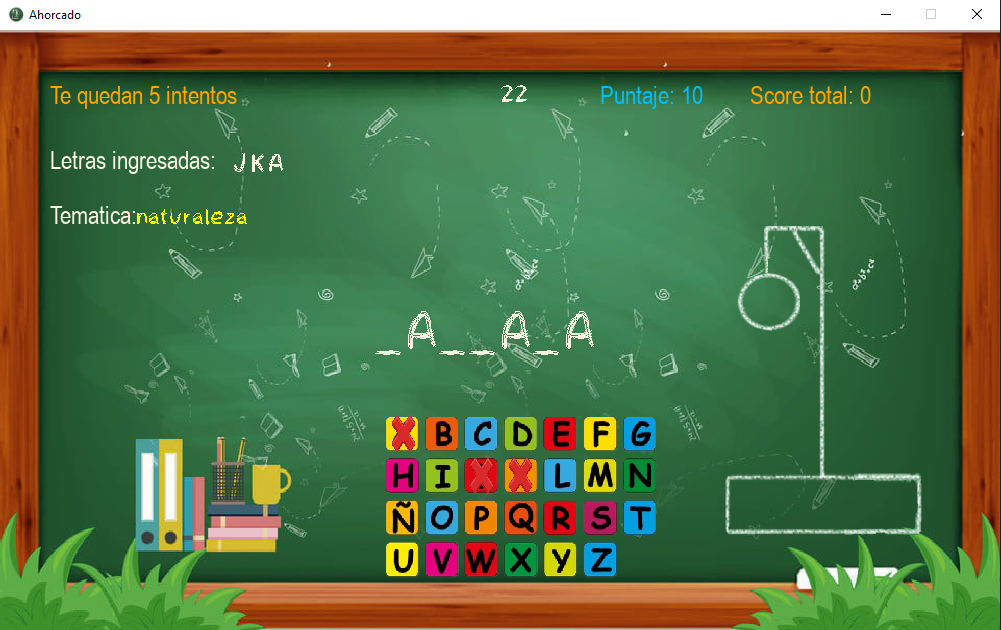 Ahorcado
Te quedan 5 intentos 22 Puntaje: 10 Score total: 0
Letras ingresadas: JKA
Tematica:naturaleza
_A__A_A
X B C D E F G
H I X X L M N
Ñ O P Q R S T
U V W X Y Z